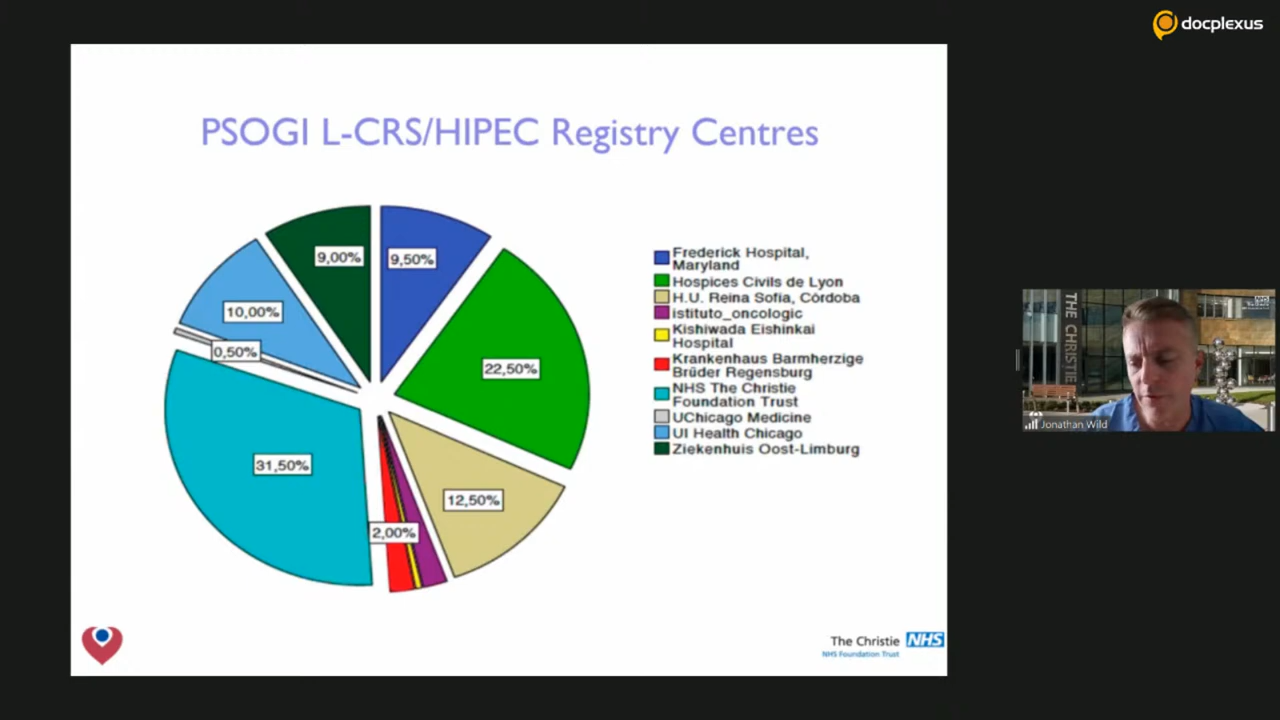 docplexus
PSOGI L-CRS/HIPEC Registry Centres
9,00%
9,50%
10,00%
0,50%
22,50%
31,50%
12,50%
2,00%
Frederick Hospital,
Maryland
Hospices Civils de Lyon
H.U. Reina Sofia, Córdoba
istituto_oncologic
Kishiwada Eishinkai
Hospital
Krankenhaus Barmherzige
Brüder Regensburg
NHS The Christie
Foundation Trust
UChicago Medicine
UI Health Chicago
Ziekenhuis Oost-Limburg
THE CHRISTIE
NHS
Jonathan Wild
The Christie NHS
NHS Foundation Trust